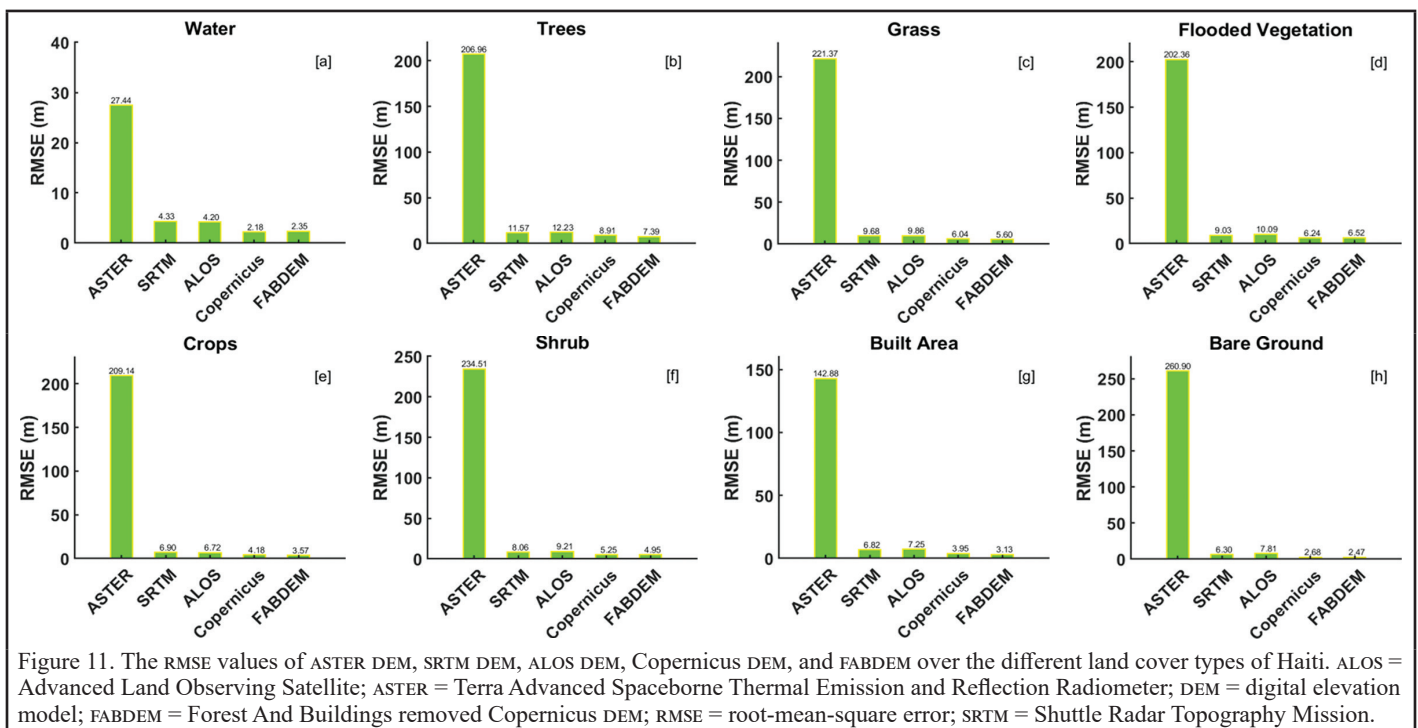 Water
[a]
RMSE (m)
40
30
20
10
0
27.44
4.33
4.20
2.18
2.35
ASTER
SRTM
ALOS
Copernicus
FABDEM
Trees
[b]
RMSE (m)
200
150
100
50
0
206.96
11.57
12.23
8.91
7.39
ASTER
SRTM
ALOS
Copernicus
FABDEM
Grass
[c]
RMSE (m)
200
150
100
50
0
221.37
9.68
9.86
6.04
5.60
ASTER
SRTM
ALOS
Copernicus
FABDEM
Flooded Vegetation
[d]
RMSE (m)
200
150
100
50
0
202.36
9.03
10.09
6.24
6.52
ASTER
SRTM
ALOS
Copernicus
FABDEM
Crops
[e]
RMSE (m)
200
150
100
50
0
209.14
6.90
6.72
4.18
3.57
ASTER
SRTM
ALOS
Copernicus
FABDEM
Shrub
[f]
RMSE (m)
250
200
150
100
50
0
234.51
8.06
9.21
5.25
4.95
ASTER
SRTM
ALOS
Copernicus
FABDEM
Built Area
[g]
RMSE (m)
150
100
50
0
142.88
6.82
7.25
3.95
3.13
ASTER
SRTM
ALOS
Copernicus
FABDEM
Bare Ground
[h]
RMSE (m)
250
200
150
100
50
0
260.90
6.30
7.81
2.68
2.47
ASTER
SRTM
ALOS
Copernicus
FABDEM
Figure 11. The RMSE values of ASTER DEM, SRTM DEM, ALOS DEM, Copernicus DEM, and FABDEM over the different land cover types of Haiti. ALOS =
Advanced Land Observing Satellite; ASTER = Terra Advanced Spaceborne Thermal Emission and Reflection Radiometer; DEM = digital elevation
model; FABDEM = Forest And Buildings removed Copernicus DEM; RMSE = root-mean-square error; SRTM = Shuttle Radar Topography Mission.